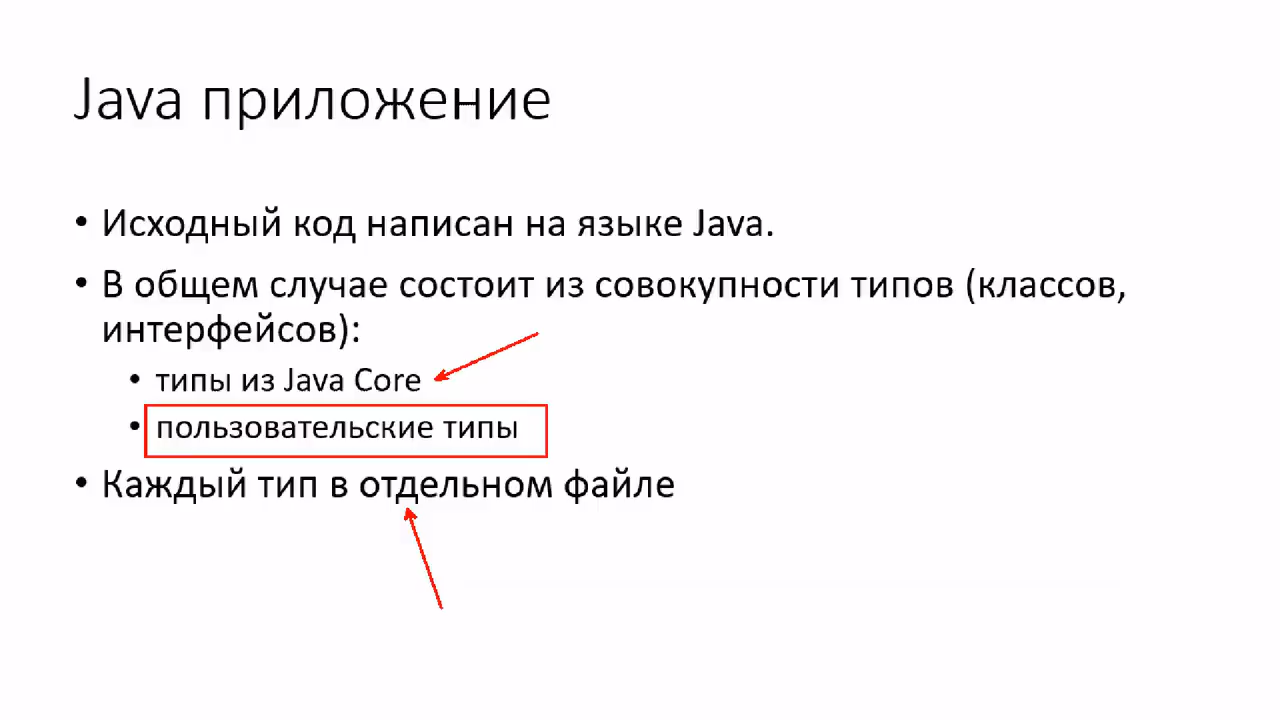 Java приложение
• Исходный код написан на языке Java.
• В общем случае состоит из совокупности типов (классов,
интерфейсов):
• типы из Java Core
• пользовательские типы
• Каждый тип в отдельном файле